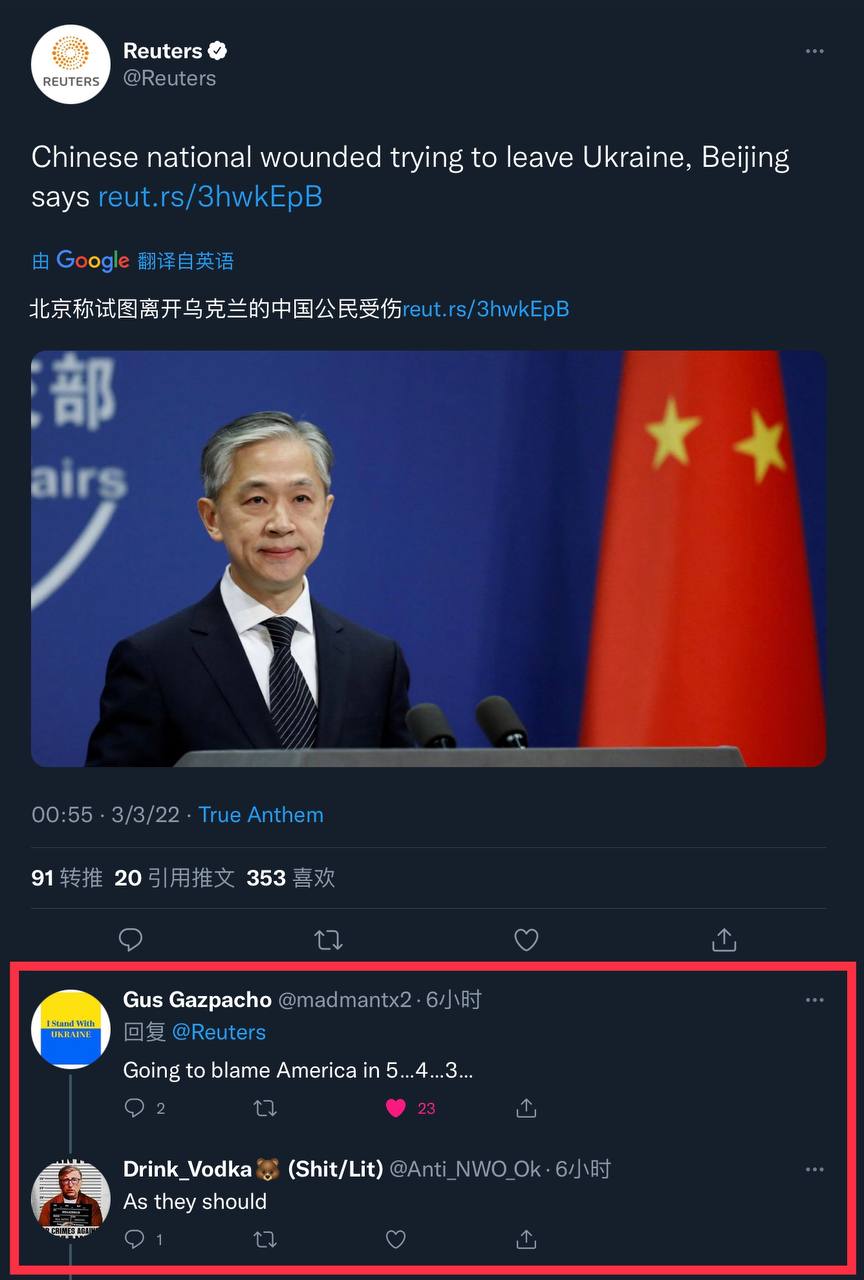 Reuters
@Reuters
REUTERS
Chinese national wounded trying to leave Ukraine, Beijing
says reut.rs/3hwkEpB
由 Google 翻译自英语
北京称试图离开乌克兰的中国公民受伤reut.rs/3hwkEpB
部
airs
00:55 · 3/3/22 · True Anthem
91 转推 20 引用推文 353 喜欢
Gus Gazpacho @madmantx2 · 6小时
I Stand With
UKRAINE
回复 @Reuters
Going to blame America in 5...4...3...
2 23
Drink_Vodka🐻 (Shit/Lit) @Anti_NWO_Ok · 6小时
As they should
CRIMES AGAIN
1